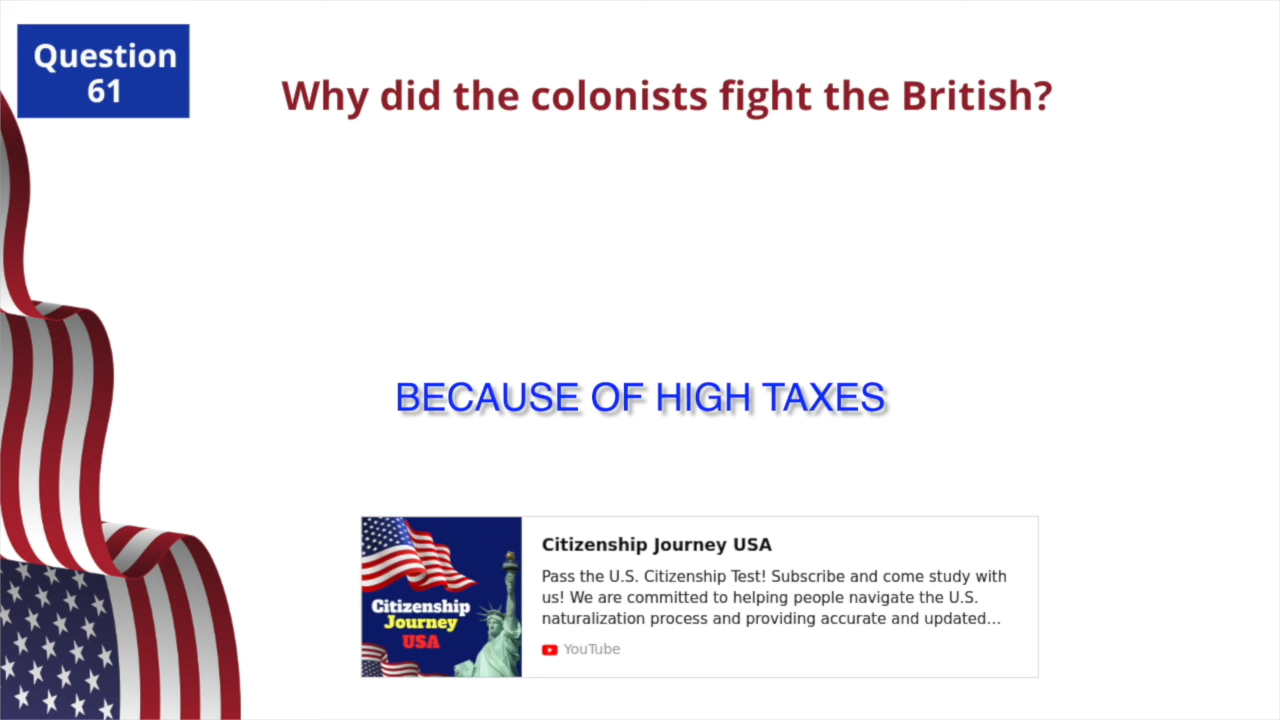 Question
61
Why did the colonists fight the British?
BECAUSE OF HIGH TAXES
Citizenship Journey USA
Pass the U.S. Citizenship Test! Subscribe and come study with
us! We are committed to helping people navigate the U.S.
naturalization process and providing accurate and updated...
YouTube
Citizenship
Journey
USA